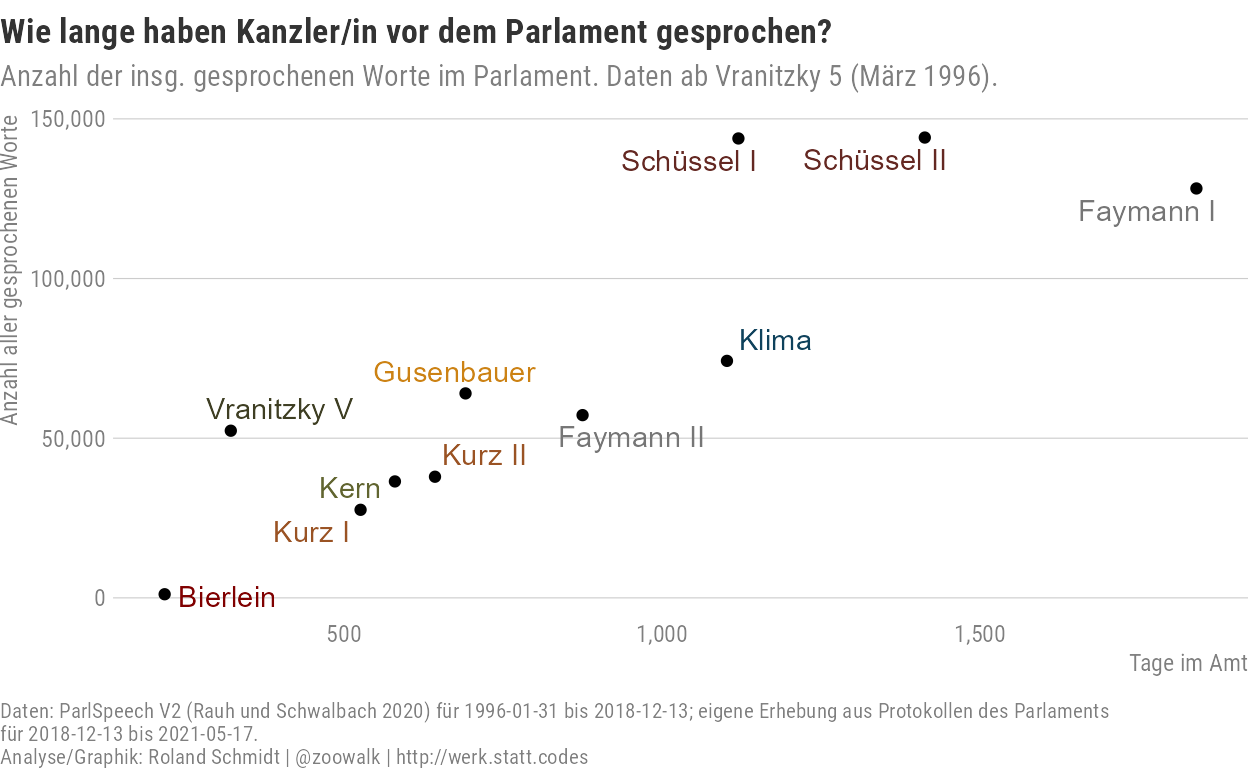 Wie lange haben Kanzler/in vor dem Parlament gesprochen?
Anzahl der insg. gesprochenen Worte im Parlament. Daten ab Vranitzky 5 (März 1996).
Anzahl aller gesprochenen Worte
150,000
100,000
50,000
0
Schüssel I
Schüssel II
Faymann I
Klima
Gusenbauer
Vranitzky V
Faymann II
Kurz II
Kern
Kurz I
Bierlein
500
1,000
1,500
Tage im Amt
Daten: ParlSpeech V2 (Rauh und Schwalbach 2020) für 1996-01-31 bis 2018-12-13; eigene Erhebung aus Protokollen des Parlaments
für 2018-12-13 bis 2021-05-17.
Analyse/Graphik: Roland Schmidt | @zoowalk | http://werk.statt.codes